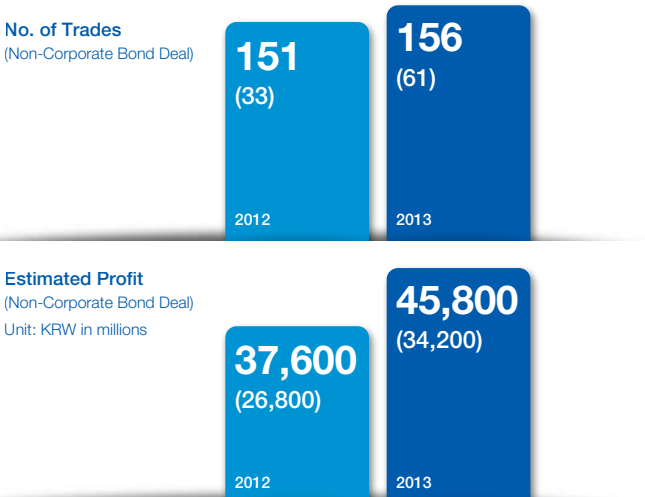 No. of Trades
(Non-Corporate Bond Deal)
151
(33)
2012
156
(61)
2013
Estimated Profit
(Non-Corporate Bond Deal)
Unit: KRW in millions
37,600
(26,800)
2012
45,800
(34,200)
2013